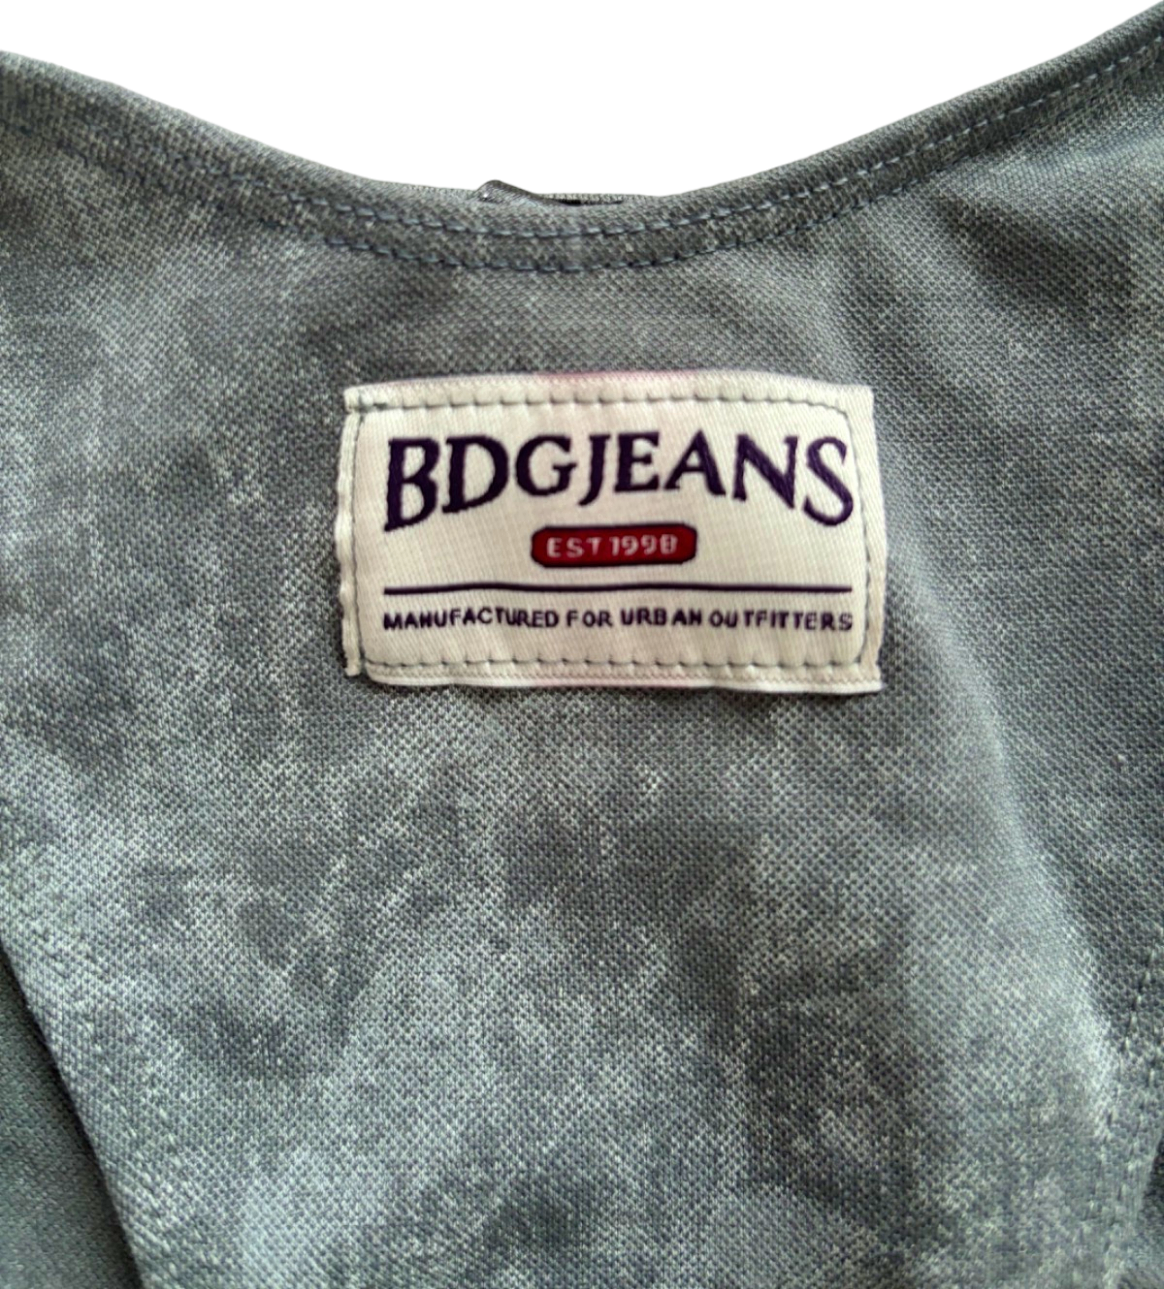 BDGJEANS
EST 1998
MANUFACTURED FOR URBAN OUTFITTERS